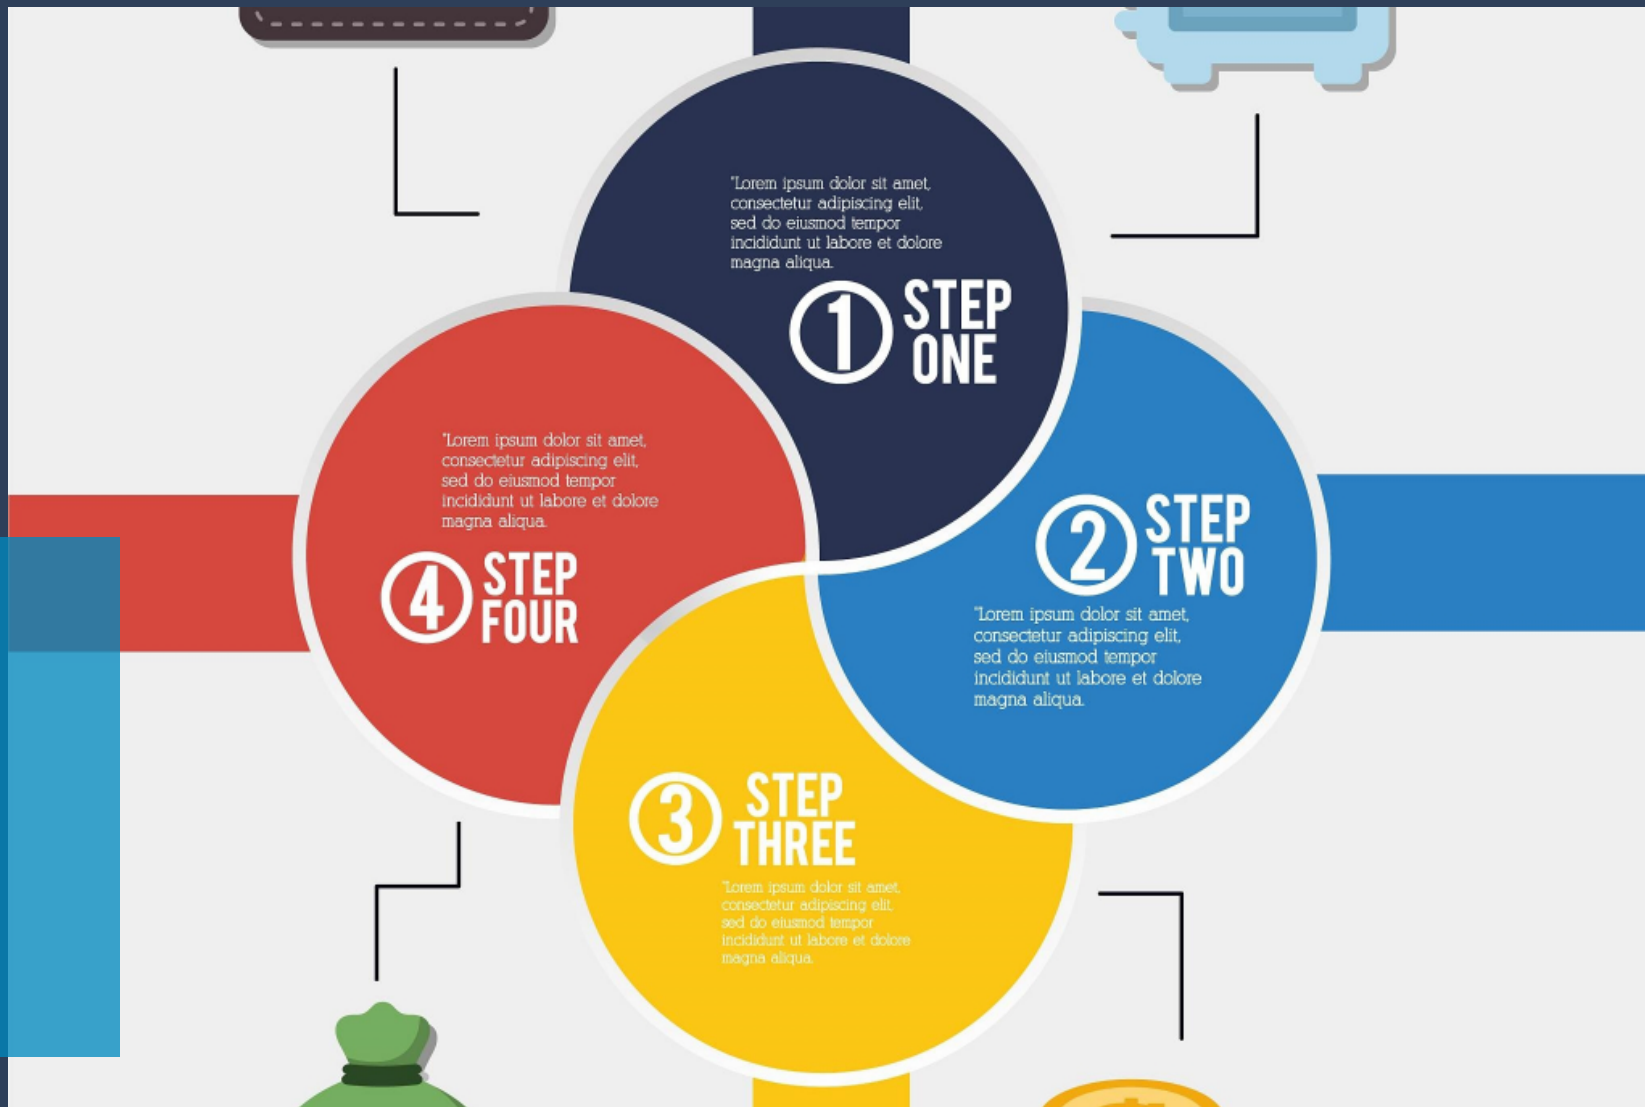 "Lorem ipsum dolor sit amet,
consectetur adipiscing elit,
sed do eiusmod tempor
incididunt ut labore et dolore
magna aliqua.
1 STEP
ONE
2 STEP
TWO
"Lorem ipsum dolor sit amet,
consectetur adipiscing elit,
sed do eiusmod tempor
incididunt ut labore et dolore
magna aliqua.
3 STEP
THREE
"Lorem ipsum dolor sit amet,
consectetur adipiscing elit,
sed do eiusmod tempor
incididunt ut labore et dolore
magna aliqua.
"Lorem ipsum dolor sit amet,
consectetur adipiscing elit,
sed do eiusmod tempor
incididunt ut labore et dolore
magna aliqua.
4 STEP
FOUR